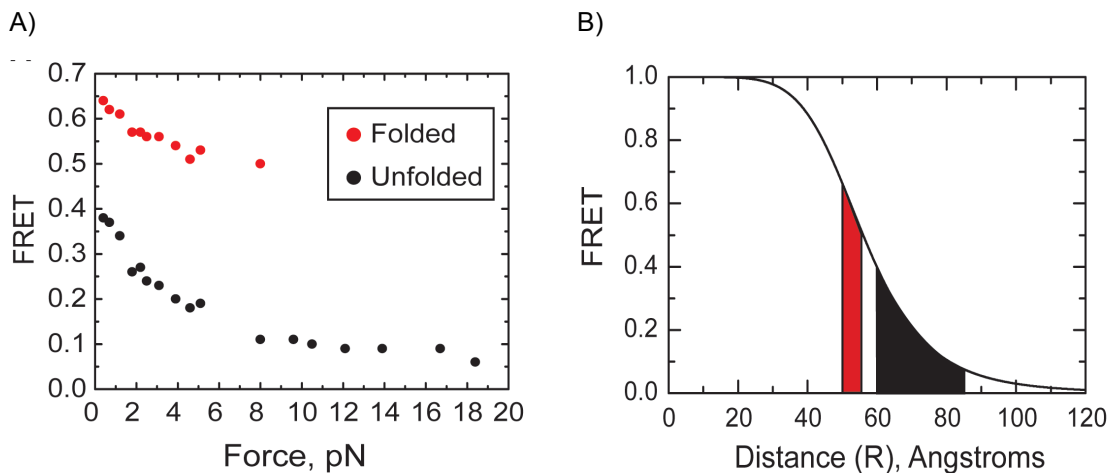 A)
B)
0.7
0.6
0.5
0.4
0.3
0.2
0.1
0.0
FRET
Folded
Unfolded
0 2 4 6 8 10 12 14 16 18 20
Force, pN
1.0
0.8
0.6
0.4
0.2
0.0
FRET
0 20 40 60 80 100 120
Distance (R), Angstroms